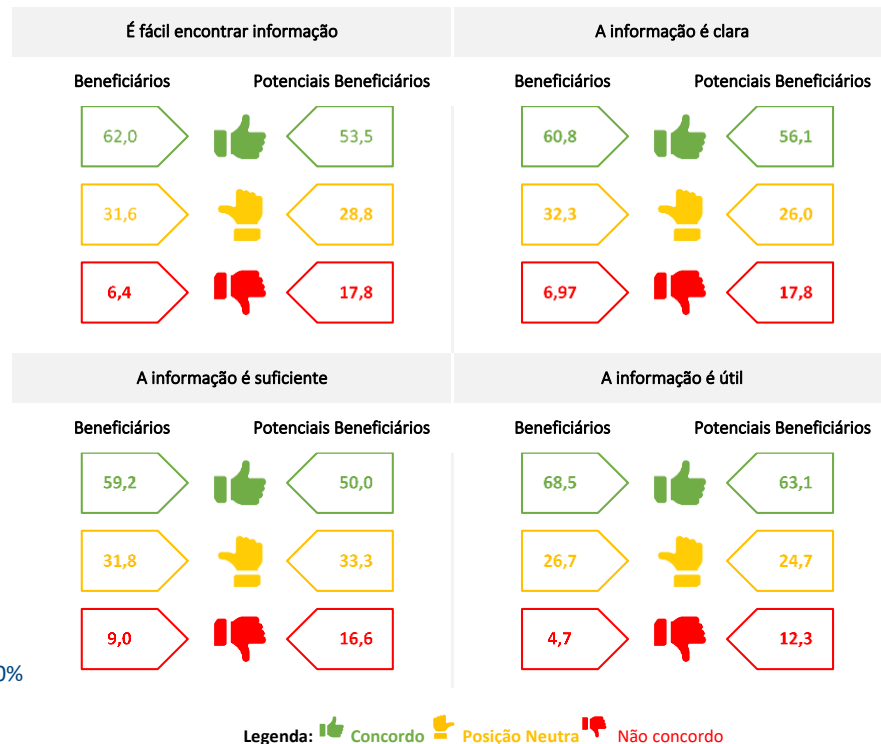 É fácil encontrar informação
A informação é clara
Beneficiários
Potenciais Beneficiários
Beneficiários
Potenciais Beneficiários
62,0
53,5
60,8
56,1
31,6
28,8
32,3
26,0
6,4
17,8
6,97
17,8
A informação é suficiente
A informação é útil
Beneficiários
Potenciais Beneficiários
Beneficiários
Potenciais Beneficiários
59,2
50,0
68,5
63,1
31,8
33,3
26,7
24,7
9,0
16,6
4,7
12,3
0%
Legenda: Concordo Posição Neutra Não concordo